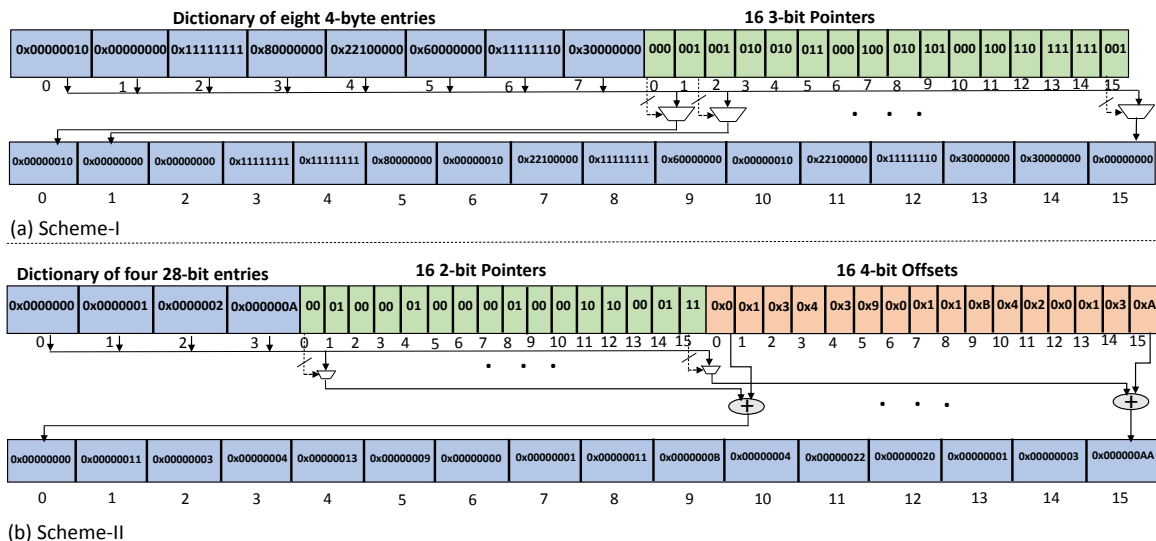 Dictionary of eight 4-byte entries 16 3-bit Pointers
0x00000010 0x00000000 0x11111111 0x80000000 0x22100000 0x60000000 0x11111110 0x30000000 000 001 001 010 010 011 000 100 010 101 000 100 110 111 111 001
0 1 2 3 4 5 6 7 0 1 2 3 4 5 6 7 8 9 10 11 12 13 14 15
0x00000010 0x00000000 0x00000000 0x11111111 0x11111111 0x80000000 0x00000010 0x22100000 0x11111111 0x60000000 0x00000010 0x22100000 0x11111110 0x30000000 0x30000000 0x00000000
0 1 2 3 4 5 6 7 8 9 10 11 12 13 14 15
(a) Scheme-I
Dictionary of four 28-bit entries 16 2-bit Pointers 16 4-bit Offsets
0x0000000 0x0000001 0x0000002 0x000000A 00 01 00 00 01 00 00 00 01 00 00 10 10 00 01 11 0x0 0x1 0x3 0x4 0x3 0x9 0x0 0x1 0x1 0xB 0x4 0x2 0x0 0x1 0x3 0xA
0 1 2 3 0 1 2 3 4 5 6 7 8 9 10 11 12 13 14 15 0 1 2 3 4 5 6 7 8 9 10 11 12 13 14 15
+ +
0x00000000 0x00000011 0x00000003 0x00000004 0x00000013 0x00000009 0x00000000 0x00000001 0x00000011 0x0000000B 0x00000004 0x00000022 0x00000020 0x00000001 0x00000003 0x000000AA
0 1 2 3 4 5 6 7 8 9 10 11 12 13 14 15
(b) Scheme-II